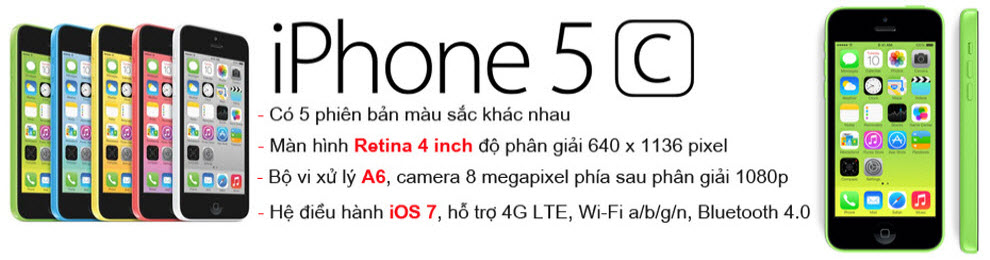 iPhone 5 C
- Có 5 phiên bản màu sắc khác nhau
- Màn hình Retina 4 inch độ phân giải 640 x 1136 pixel
- Bộ vi xử lý A6, camera 8 megapixel phía sau phân giải 1080p
- Hệ điều hành iOS 7, hỗ trợ 4G LTE, Wi-Fi a/b/g/n, Bluetooth 4.0